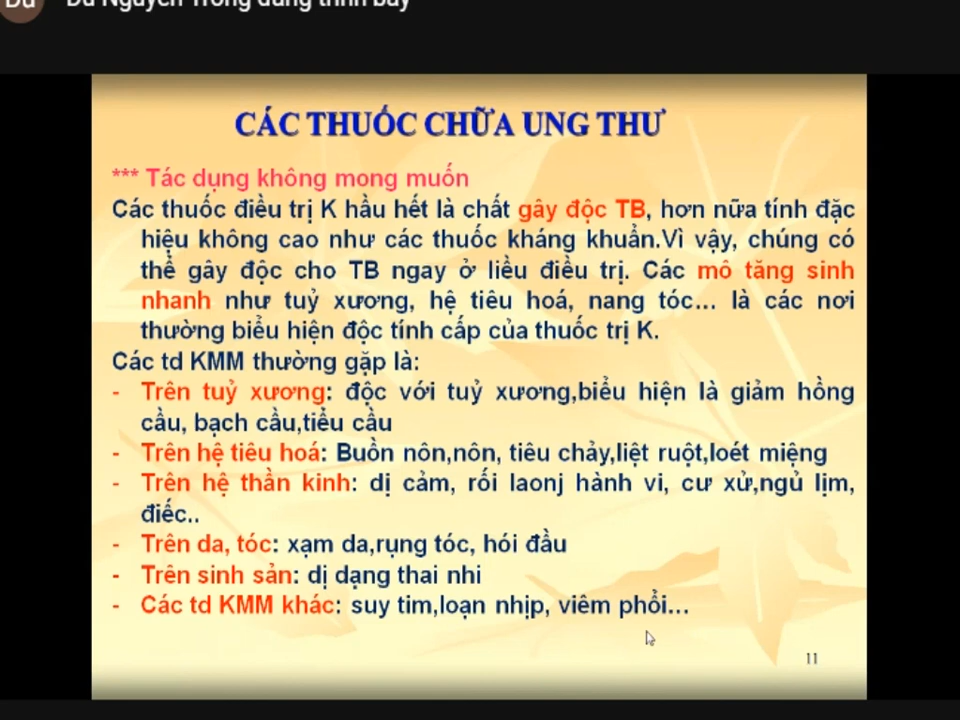 Du Nguyen Trong đang trình bày
CÁC THUỐC CHỮA UNG THƯ
*** Tác dụng không mong muốn
Các thuốc điều trị K hầu hết là chất gây độc TB, hơn nữa tính đặc
hiệu không cao như các thuốc kháng khuẩn.Vì vậy, chúng có
thể gây độc cho TB ngay ở liều điều trị. Các mô tăng sinh
nhanh như tuỷ xương, hệ tiêu hoá, nang tóc... là các nơi
thường biểu hiện độc tính cấp của thuốc trị K.
Các td KMM thường gặp là:
- Trên tuỷ xương: độc với tuỷ xương,biểu hiện là giảm hồng
cầu, bạch cầu,tiểu cầu
- Trên hệ tiêu hoá: Buồn nôn,nôn, tiêu chảy,liệt ruột,loét miệng
- Trên hệ thần kinh: dị cảm, rối laonj hành vi, cư xử,ngủ lịm,
điếc..
- Trên da, tóc: xạm da,rụng tóc, hói đầu
- Trên sinh sản: dị dạng thai nhi
- Các td KMM khác: suy tim,loạn nhịp, viêm phổi...
11